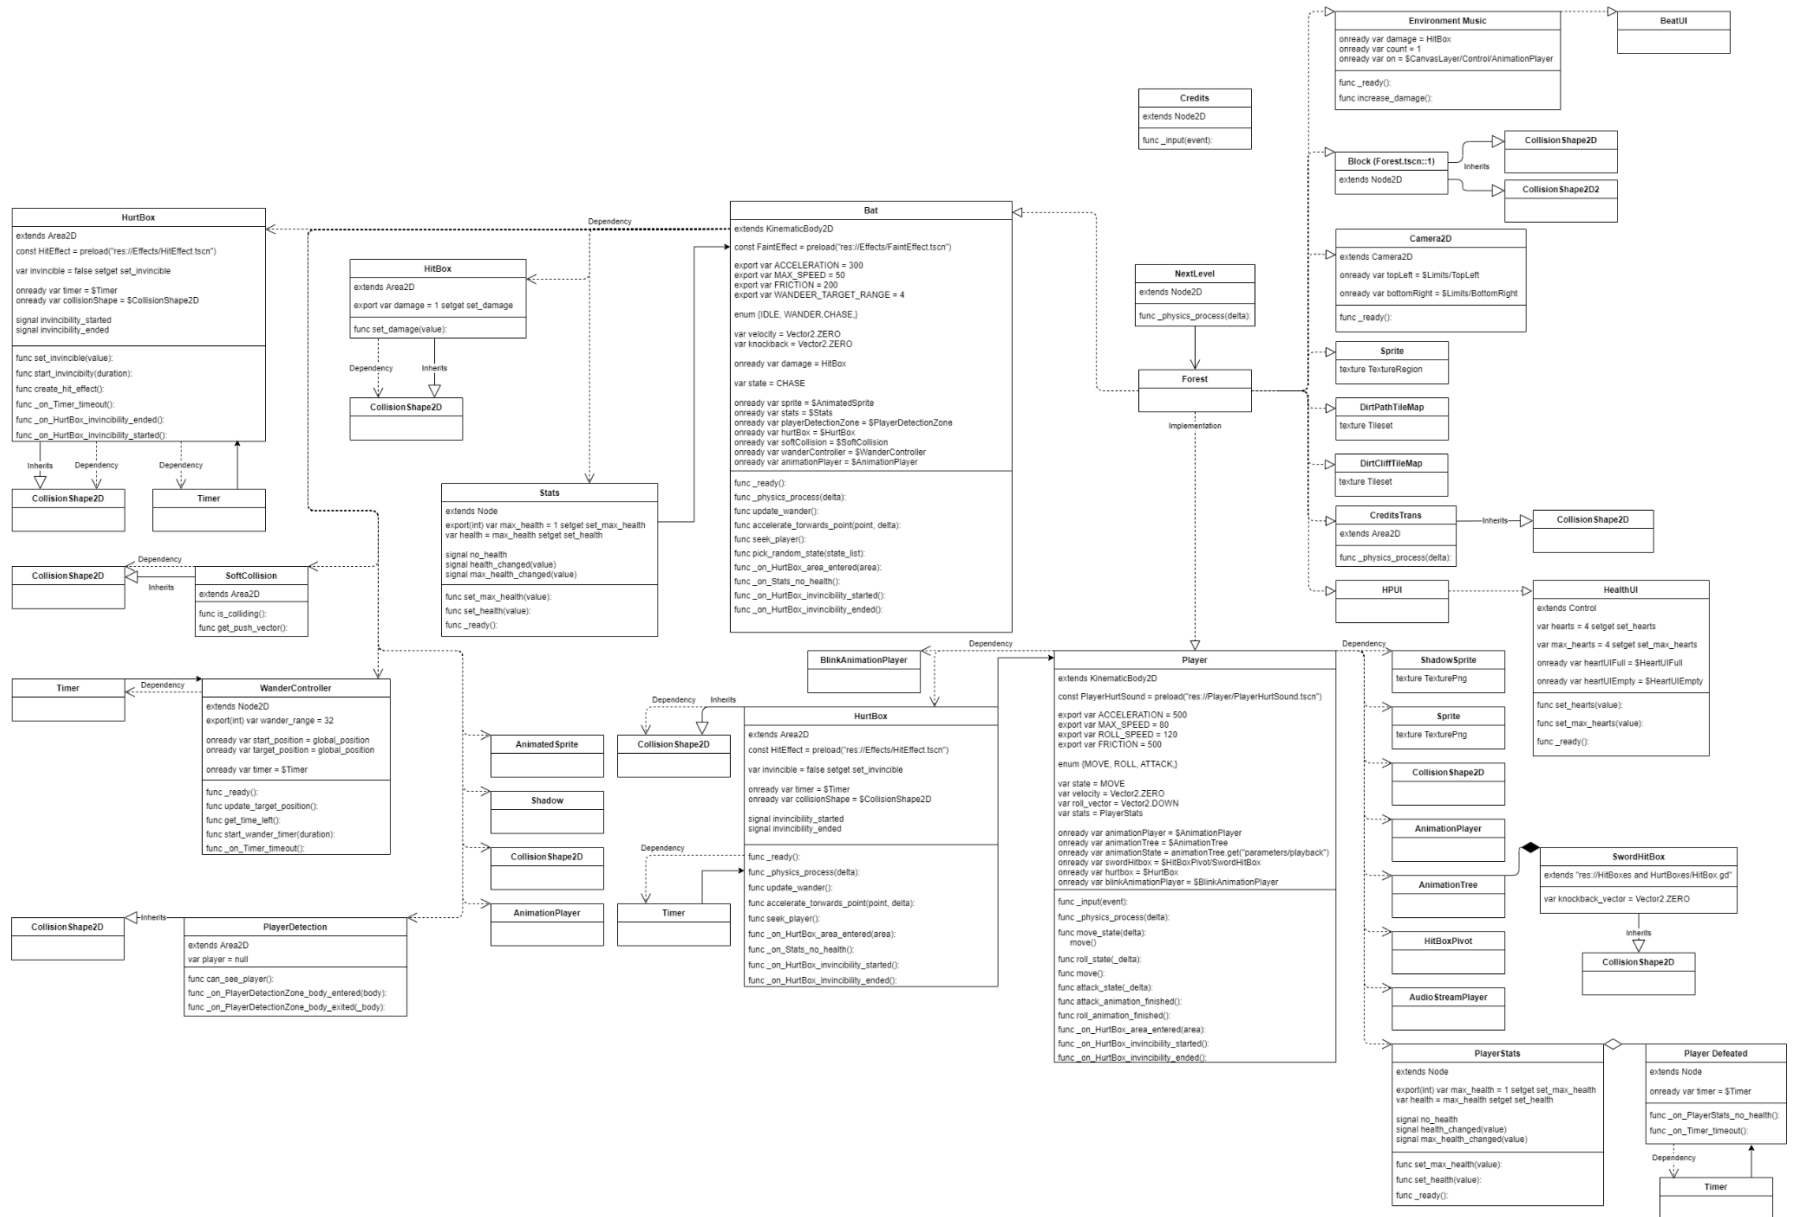 Environment Music
onready var damage = HitBox
onready var count = 1
onready var on = $CanvasLayer/Control/AnimationPlayer
func _ready():
func increase_damage():
BeatUI
Credits
extends Node2D
func _input(event):
Block (Forest.tscn::1)
extends Node2D
Inherits
CollisionShape2D
CollisionShape2D2
HurtBox
extends Area2D
const HitEffect = preload("res://Effects/HitEffect.tscn")
var invincible = false setget set_invincible
onready var timer = $Timer
onready var collisionShape = $CollisionShape2D
signal invincibility_started
signal invincibility_ended
func set_invincible(value):
func start_invincibilty(duration):
func create_hit_effect():
func _on_Timer_timeout():
func _on_HurtBox_invincibility_ended():
func _on_HurtBox_invincibility_started():
Inherits
Dependency
Dependency
CollisionShape2D
Timer
Dependency
HitBox
extends Area2D
export var damage = 1 setget set_damage
func set_damage(value):
Dependency
Inherits
CollisionShape2D
Bat
extends KinematicBody2D
const FaintEffect = preload("res://Effects/FaintEffect.tscn")
export var ACCELERATION = 300
export var MAX_SPEED = 50
export var FRICTION = 200
export var WANDEER_TARGET_RANGE = 4
enum {IDLE, WANDER,CHASE,}
var velocity = Vector2.ZERO
var knockback = Vector2.ZERO
onready var damage = HitBox
var state = CHASE
onready var sprite = $AnimatedSprite
onready var stats = $Stats
onready var playerDetectionZone = $PlayerDetectionZone
onready var hurtBox = $HurtBox
onready var softCollision = $SoftCollision
onready var wanderController = $WanderController
onready var animationPlayer = $AnimationPlayer
func _ready():
func _physics_process(delta):
func update_wander():
func accelerate_torwards_point(point, delta):
func seek_player():
func pick_random_state(state_list):
func _on_HurtBox_area_entered(area):
func _on_Stats_no_health():
func _on_HurtBox_invincibility_started():
func _on_HurtBox_invincibility_ended():
NextLevel
extends Node2D
func _physics_process(delta):
Forest
Implementation
Camera2D
extends Camera2D
onready var topLeft = $Limits/TopLeft
onready var bottomRight = $Limits/BottomRight
func _ready():
Sprite
texture TextureRegion
DirtPathTileMap
texture Tileset
DirtCliffTileMap
texture Tileset
CreditsTrans
extends Area2D
func _physics_process(delta):
Inherits
CollisionShape2D
HPUI
HealthUI
extends Control
var hearts = 4 setget set_hearts
var max_hearts = 4 setget set_max_hearts
onready var heartUIFull = $HeartUIFull
onready var heartUIEmpty = $HeartUIEmpty
func set_hearts(value):
func set_max_hearts(value):
func _ready():
Stats
extends Node
export(int) var max_health = 1 setget set_max_health
var health = max_health setget set_health
signal no_health
signal health_changed(value)
signal max_health_changed(value)
func set_max_health(value):
func set_health(value):
func _ready():
Dependency
CollisionShape2D
Inherits
SoftCollision
extends Area2D
func is_colliding():
func get_push_vector():
Timer
Dependency
WanderController
extends Node2D
export(int) var wander_range = 32
onready var start_position = global_position
onready var target_position = global_position
onready var timer = $Timer
func _ready():
func update_target_position():
func get_time_left():
func start_wander_timer(duration):
func _on_Timer_timeout():
AnimatedSprite
Shadow
CollisionShape2D
AnimationPlayer
CollisionShape2D
Inherits
PlayerDetection
extends Area2D
var player = null
func can_see_player():
func _on_PlayerDetectionZone_body_entered(body):
func _on_PlayerDetectionZone_body_exited(_body):
BlinkAnimationPlayer
Dependency
Dependency
Inherits
CollisionShape2D
HurtBox
extends Area2D
const HitEffect = preload("res://Effects/HitEffect.tscn")
var invincible = false setget set_invincible
onready var timer = $Timer
onready var collisionShape = $CollisionShape2D
signal invincibility_started
signal invincibility_ended
func _ready():
func _physics_process(delta):
func update_wander():
func accelerate_torwards_point(point, delta):
func seek_player():
func _on_HurtBox_area_entered(area):
func _on_Stats_no_health():
func _on_HurtBox_invincibility_started():
func _on_HurtBox_invincibility_ended():
Dependency
Timer
Player
extends KinematicBody2D
const PlayerHurtSound = preload("res://Player/PlayerHurtSound.tscn")
export var ACCELERATION = 500
export var MAX_SPEED = 80
export var ROLL_SPEED = 120
export var FRICTION = 500
enum {MOVE, ROLL, ATTACK,}
var state = MOVE
var velocity = Vector2.ZERO
var roll_vector = Vector2.DOWN
var stats = PlayerStats
onready var animationPlayer = $AnimationPlayer
onready var animationTree = $AnimationTree
onready var animationState = animationTree.get("parameters/playback")
onready var swordHitbox = $HitBoxPivot/SwordHitBox
onready var hurtbox = $HurtBox
onready var blinkAnimationPlayer = $BlinkAnimationPlayer
func _input(event):
func _physics_process(delta):
func move_state(delta):
move()
func roll_state(_delta):
func move():
func attack_state(_delta):
func attack_animation_finished():
func roll_animation_finished():
func _on_HurtBox_area_entered(area):
func _on_HurtBox_invincibility_started():
func _on_HurtBox_invincibility_ended():
Dependency
ShadowSprite
texture TexturePng
Sprite
texture TexturePng
CollisionShape2D
AnimationPlayer
AnimationTree
HitBoxPivot
AudioStreamPlayer
SwordHitBox
extends "res://HitBoxes and HurtBoxes/HitBox.gd"
var knockback_vector = Vector2.ZERO
Inherits
CollisionShape2D
PlayerStats
extends Node
export(int) var max_health = 1 setget set_max_health
var health = max_health setget set_health
signal no_health
signal health_changed(value)
signal max_health_changed(value)
func set_max_health(value):
func set_health(value):
func _ready():
Player Defeated
extends Node
onready var timer = $Timer
func _on_PlayerStats_no_health():
func _on_Timer_timeout():
Dependency
Timer